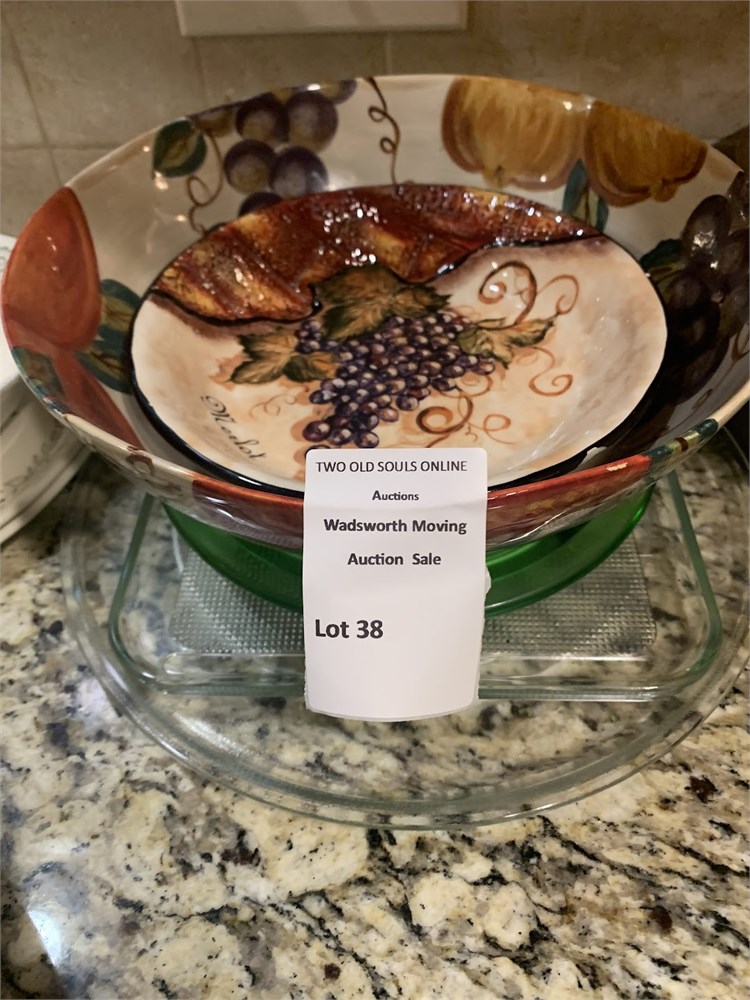 Merlot
TWO OLD SOULS ONLINE
Auctions
Wadsworth Moving
Auction Sale
Lot 38